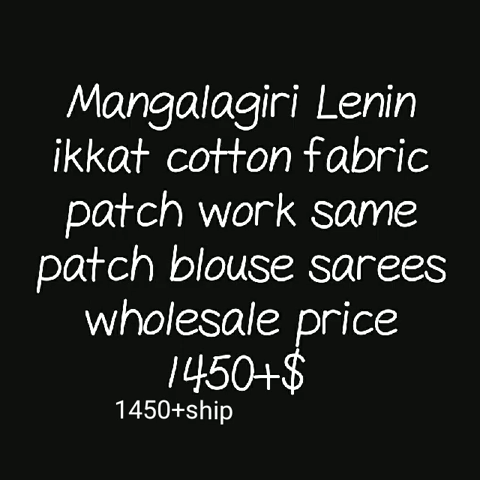 Mangalagiri Lenin
ikkat cotton fabric
patch work same
patch blouse sarees
wholesale price
1450+$
1450+ship